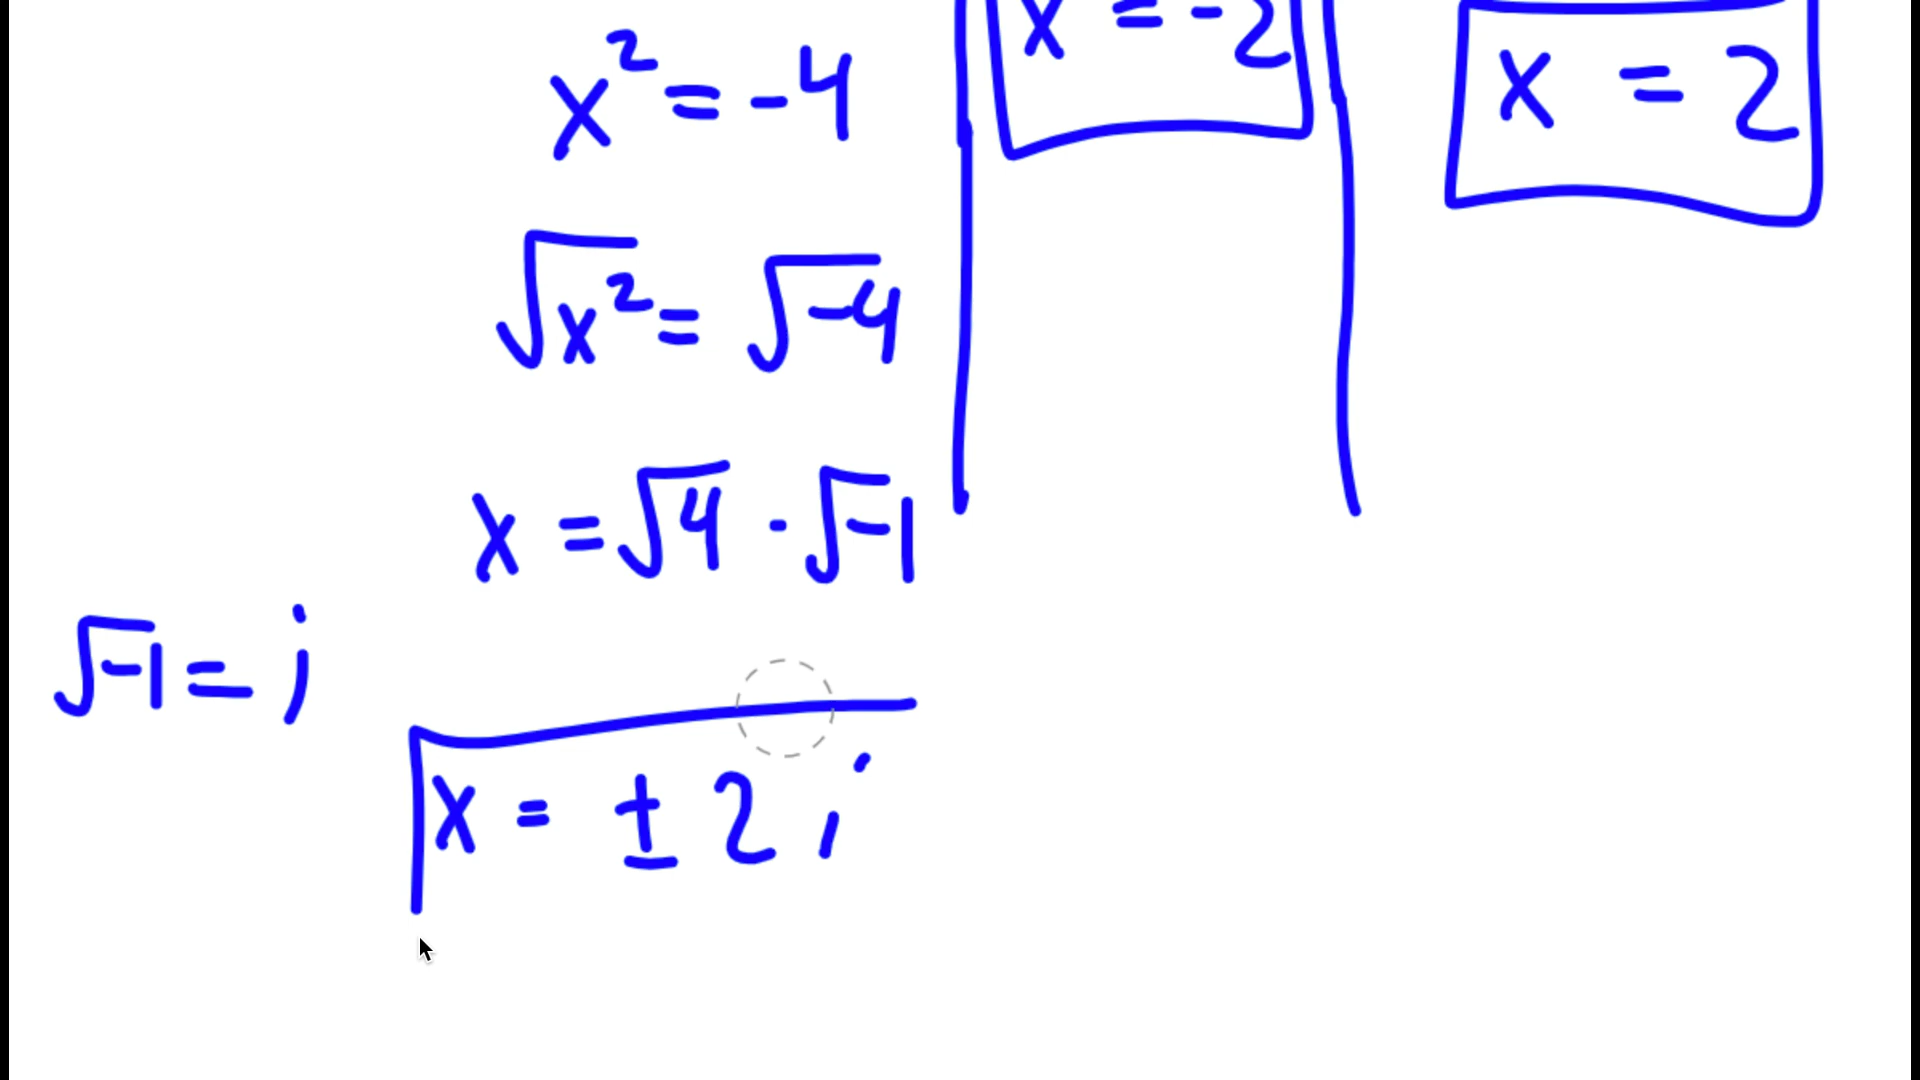 x² = -4
√x² = √-4
x = √4 · √-1
√-1 = i
x = ± 2 i
x = -2
x = 2